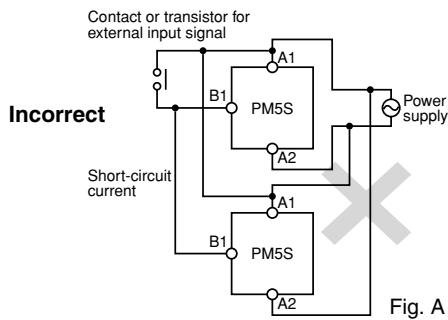 Contact or transistor for
external input signal
A1
B1
PM5S
Power
supply
Incorrect
A2
Short-circuit
current
A1
B1
PM5S
A2
Fig. A